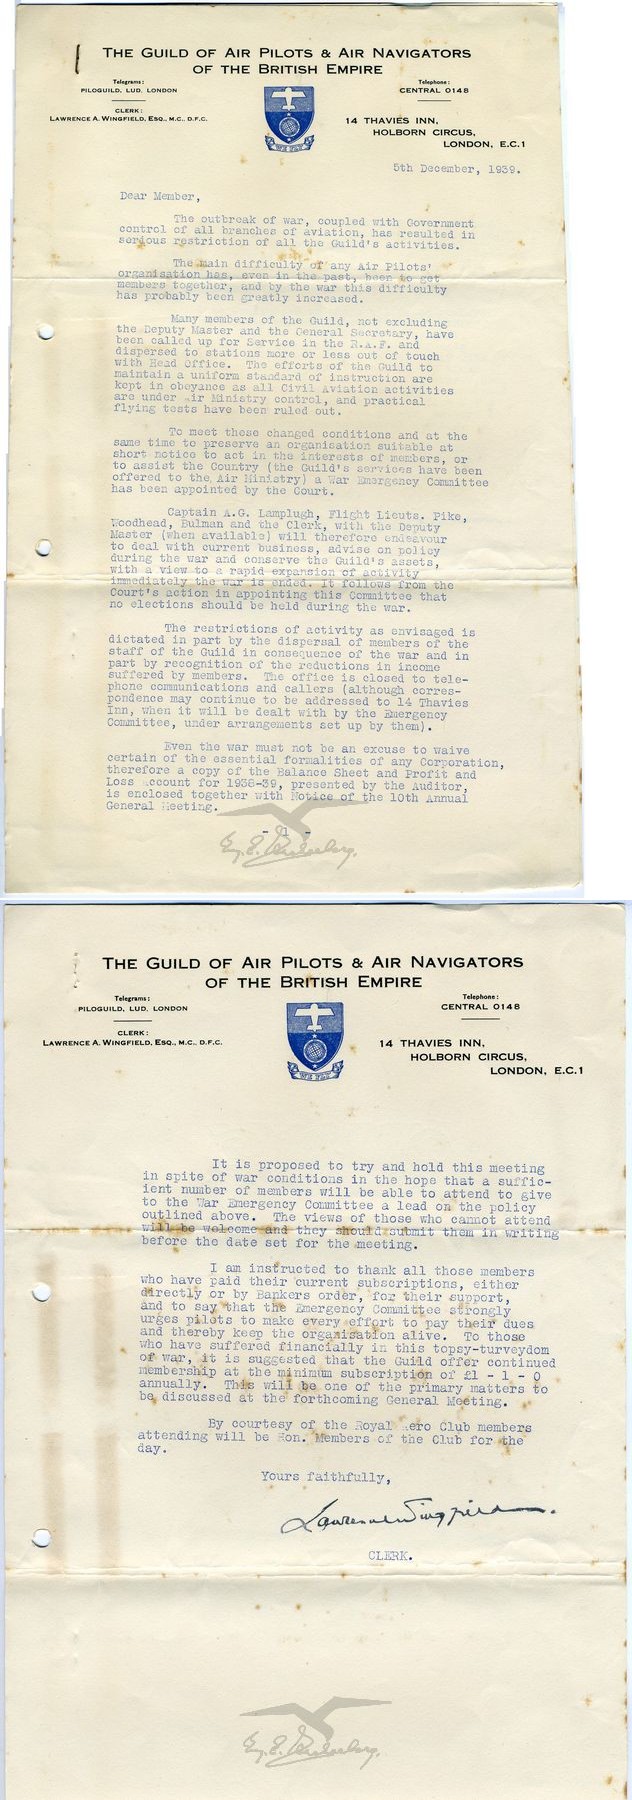 THE GUILD OF AIR PILOTS & AIR NAVIGATORS
OF THE BRITISH EMPIRE
Telegrams:
PILOGUILD, LUD, LONDON
CLERK:
LAWRENCE A. WINGFIELD, ESQ., M.C., D.F.C.
Telephone:
CENTRAL 0148
14 THAVIES INN,
HOLBORN CIRCUS,
LONDON, E.C.1
5th December, 1939.
Dear Member,
The outbreak of war, coupled with Government
control of all branches of aviation, has resulted in
serious restriction of all the Guild's activities.
The main difficulty of any Air Pilots'
organisation has, even in the past, been to get
members together, and by the war this difficulty
has probably been greatly increased.
Many members of the Guild, not excluding
the Deputy Master and the General Secretary, have
been called up for Service in the R.A.F. and
dispersed to stations more or less out of touch
with Head Office. The efforts of the Guild to
maintain a uniform standard of instruction are
kept in obeyance as all Civil Aviation activities
are under Air Ministry control, and practical
flying tests have been ruled out.
To meet these changed conditions and at the
same time to preserve an organisation suitable at
short notice to act in the interests of members, or
to assist the Country (the Guild's services have been
offered to the Air Ministry) a War Emergency Committee
has been appointed by the Court.
Captain A.G. Lamplugh, Flight Lieuts. Pike,
Woodhead, Bulman and the Clerk, with the Deputy
Master (when available) will therefore endeavour
to deal with current business, advise on policy
during the war and conserve the Guild's assets,
with a view to a rapid expansion of activity
immediately the war is ended. It follows from the
Court's action in appointing this Committee that
no elections should be held during the war.
The restrictions of activity as envisaged is
dictated in part by the dispersal of members of the
staff of the Guild in consequence of the war and in
part by recognition of the reductions in income
suffered by members. The office is closed to tele-
phone communications and callers (although corres-
pondence may continue to be addressed to 14 Thavies
Inn, when it will be dealt with by the Emergency
Committee, under arrangements set up by them).
Even the war must not be an excuse to waive
certain of the essential formalities of any Corporation,
therefore a copy of the Balance Sheet and Profit and
Loss Account for 1938-39, presented by the Auditor,
is enclosed together with Notice of the 10th Annual
General Meeting.
- 1 -
THE GUILD OF AIR PILOTS & AIR NAVIGATORS
OF THE BRITISH EMPIRE
Telegrams:
PILOGUILD, LUD, LONDON
CLERK:
LAWRENCE A. WINGFIELD, ESQ., M.C., D.F.C.
Telephone:
CENTRAL 0148
14 THAVIES INN,
HOLBORN CIRCUS,
LONDON, E.C.1
It is proposed to try and hold this meeting
in spite of war conditions in the hope that a suffic-
ient number of members will be able to attend to give
to the War Emergency Committee a lead on the policy
outlined above. The views of those who cannot attend
will be welcome and they should submit them in writing
before the date set for the meeting.
I am instructed to thank all those members
who have paid their current subscriptions, either
directly or by Bankers order, for their support,
and to say that the Emergency Committee strongly
urges pilots to make every effort to pay their dues
and thereby keep the organisation alive. To those
who have suffered financially in this topsy-turveydom
of war, it is suggested that the Guild offer continued
membership at the minimum subscription of £1 - 1 - 0
annually. This will be one of the primary matters to
be discussed at the forthcoming General Meeting.
By courtesy of the Royal Aero Club members
attending will be Hon. Members of the Club for the
day.
Yours faithfully,
Lawrence Wingfield.
CLERK.